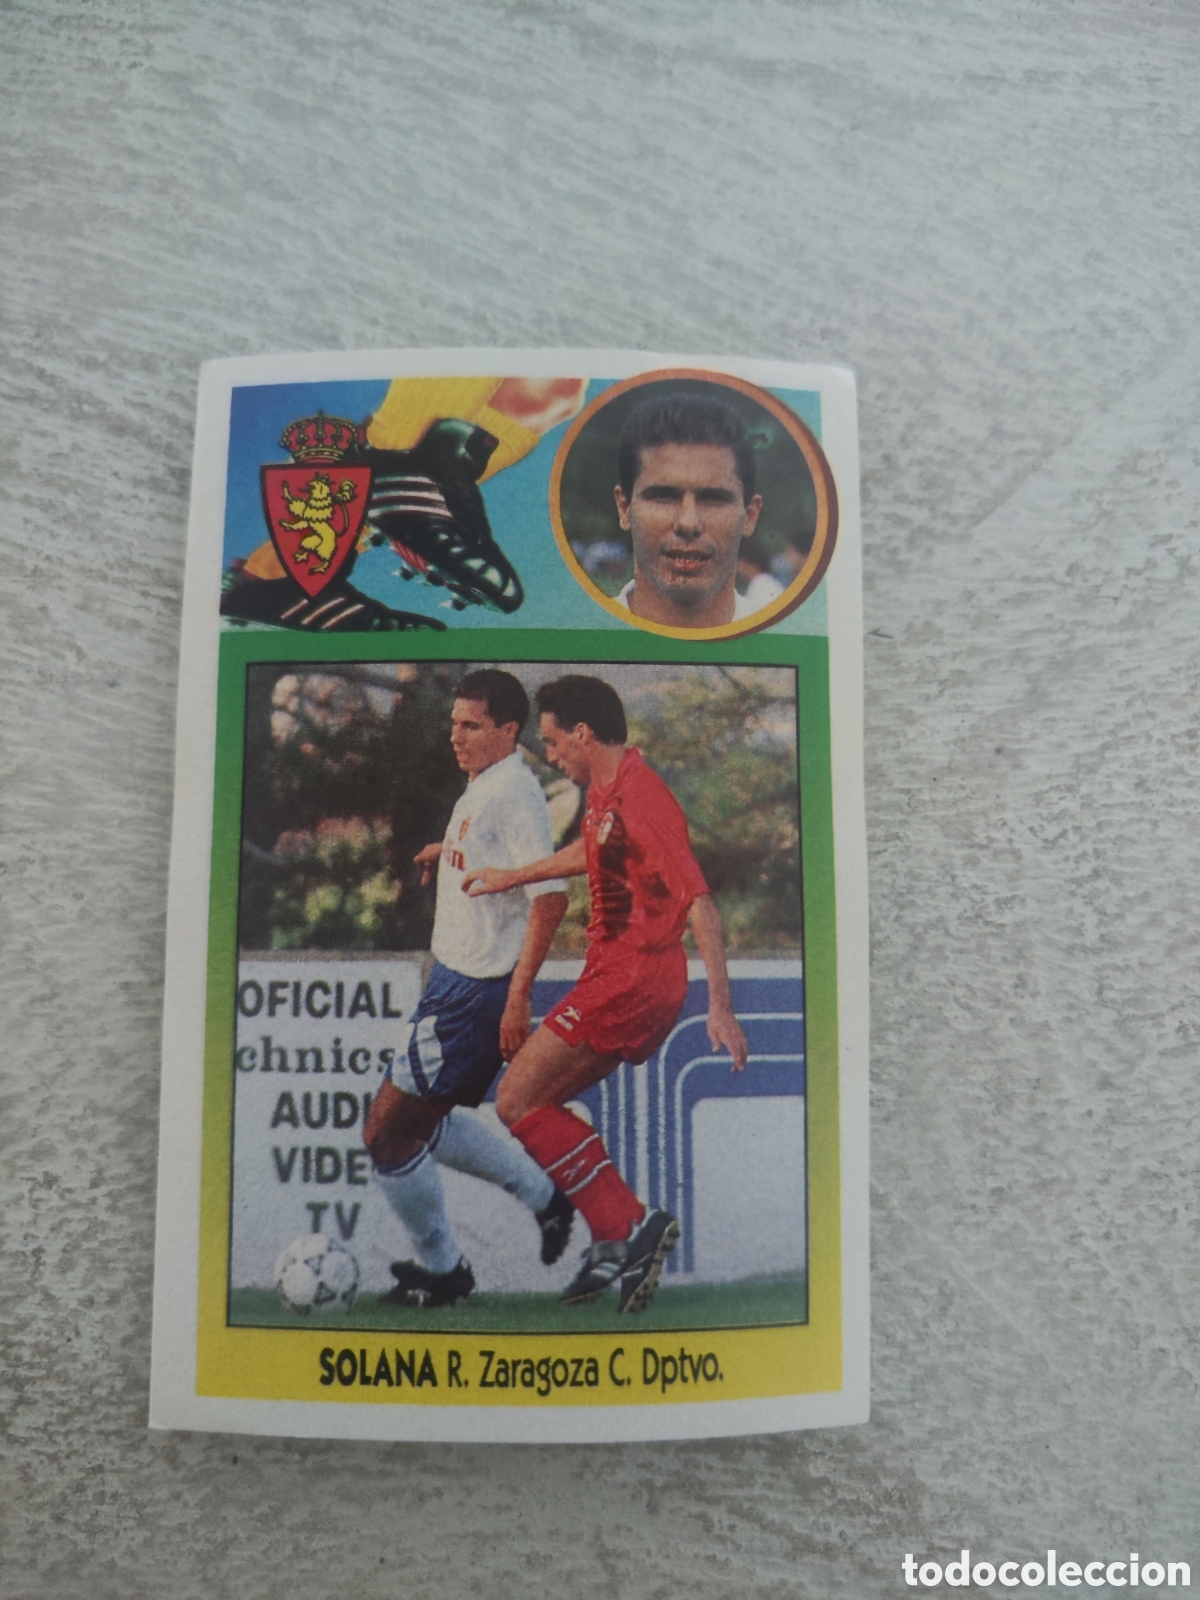 OFICIAL
chnics
AUDI
VIDE
TV
SOLANA R. Zaragoza C. Dptvo.
todocoleccion